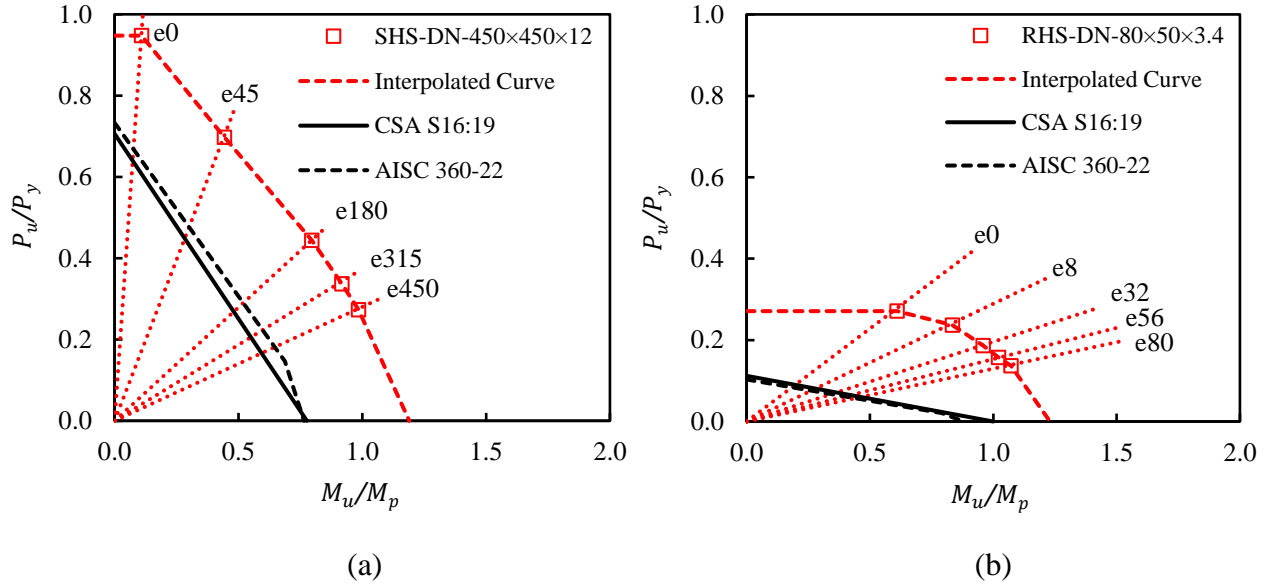 1.0
0.8
0.6
0.4
0.2
0.0
0.0
0.5
1.0
1.5
2.0
P_u/P_y
M_u/M_p
e0
e45
e180
e315
e450
SHS-DN-450×450×12
Interpolated Curve
CSA S16:19
AISC 360-22
(a)
1.0
0.8
0.6
0.4
0.2
0.0
0.0
0.5
1.0
1.5
2.0
P_u/P_y
M_u/M_p
RHS-DN-80×50×3.4
Interpolated Curve
CSA S16:19
AISC 360-22
e0
e8
e32
e56
e80
(b)